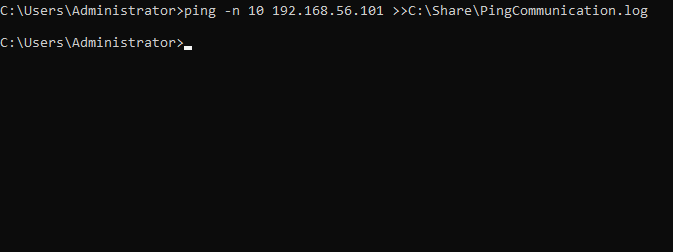 C:\Users\Administrator>ping -n 10 192.168.56.101 >>C:\Share\PingCommunication.log
C:\Users\Administrator>